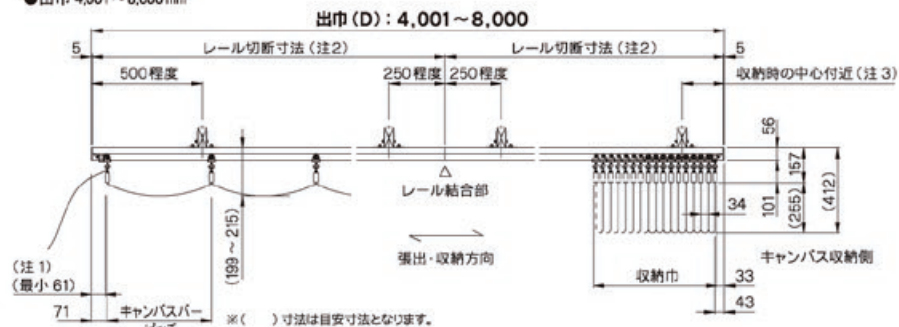 ●出巾 4,001~8,000mm
出巾(D):4,001~8,000
5
レール切断寸法(注2)
レール切断寸法(注2)
5
500程度
250程度
250程度
収納時の中心付近(注3)
56
157
レール結合部
34
101
(255)
(412)
(199~215)
張出・収納方向
キャンバス収納側
(注1)
(最小61)
収納巾
33
71
キャンバスバー
43
※( )寸法は目安寸法となります。